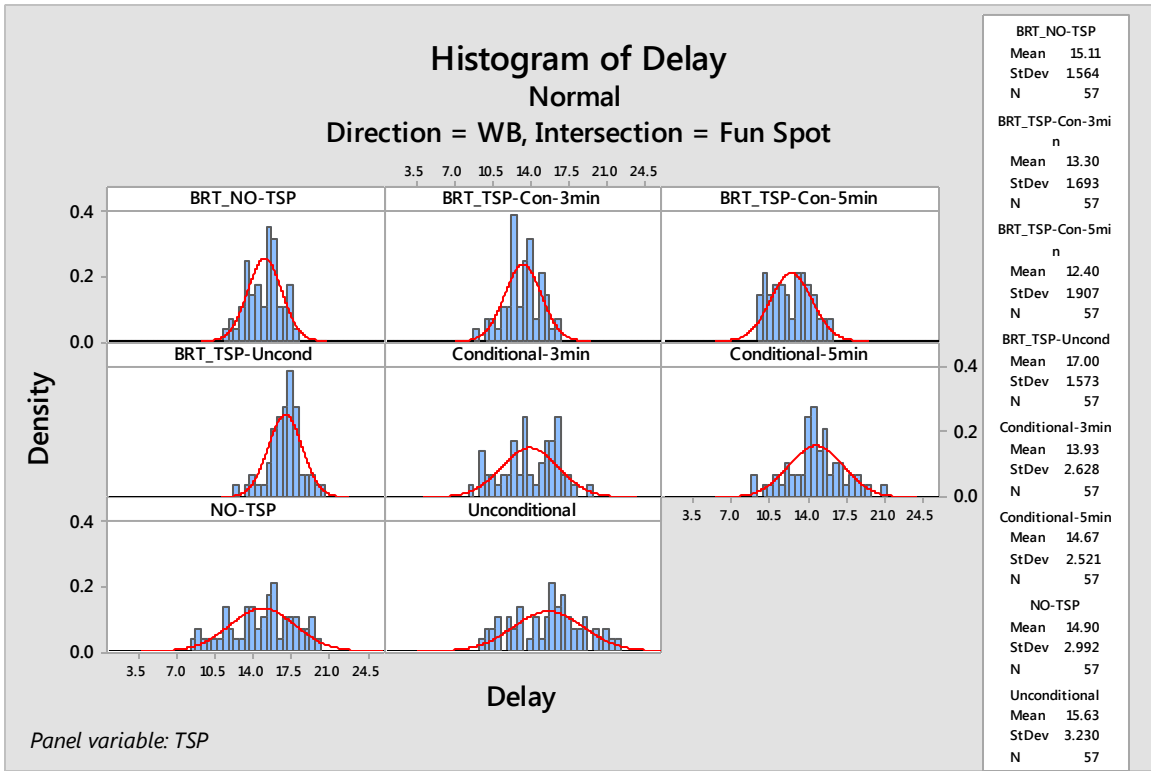 Histogram of Delay
Normal
Direction = WB, Intersection = Fun Spot
3.5 7.0 10.5 14.0 17.5 21.0 24.5
BRT_NO-TSP BRT_TSP-Con-3min BRT_TSP-Con-5min
0.4
0.2
0.0
BRT_TSP-Uncond Conditional-3min Conditional-5min
0.4
0.2
0.0
3.5 7.0 10.5 14.0 17.5 21.0 24.5
NO-TSP Unconditional
0.4
0.2
0.0
3.5 7.0 10.5 14.0 17.5 21.0 24.5
Density
Delay
Panel variable: TSP
BRT_NO-TSP
Mean 15.11
StDev 1.564
N 57
BRT_TSP-Con-3mi
n
Mean 13.30
StDev 1.693
N 57
BRT_TSP-Con-5mi
n
Mean 12.40
StDev 1.907
N 57
BRT_TSP-Uncond
Mean 17.00
StDev 1.573
N 57
Conditional-3min
Mean 13.93
StDev 2.628
N 57
Conditional-5min
Mean 14.67
StDev 2.521
N 57
NO-TSP
Mean 14.90
StDev 2.992
N 57
Unconditional
Mean 15.63
StDev 3.230
N 57